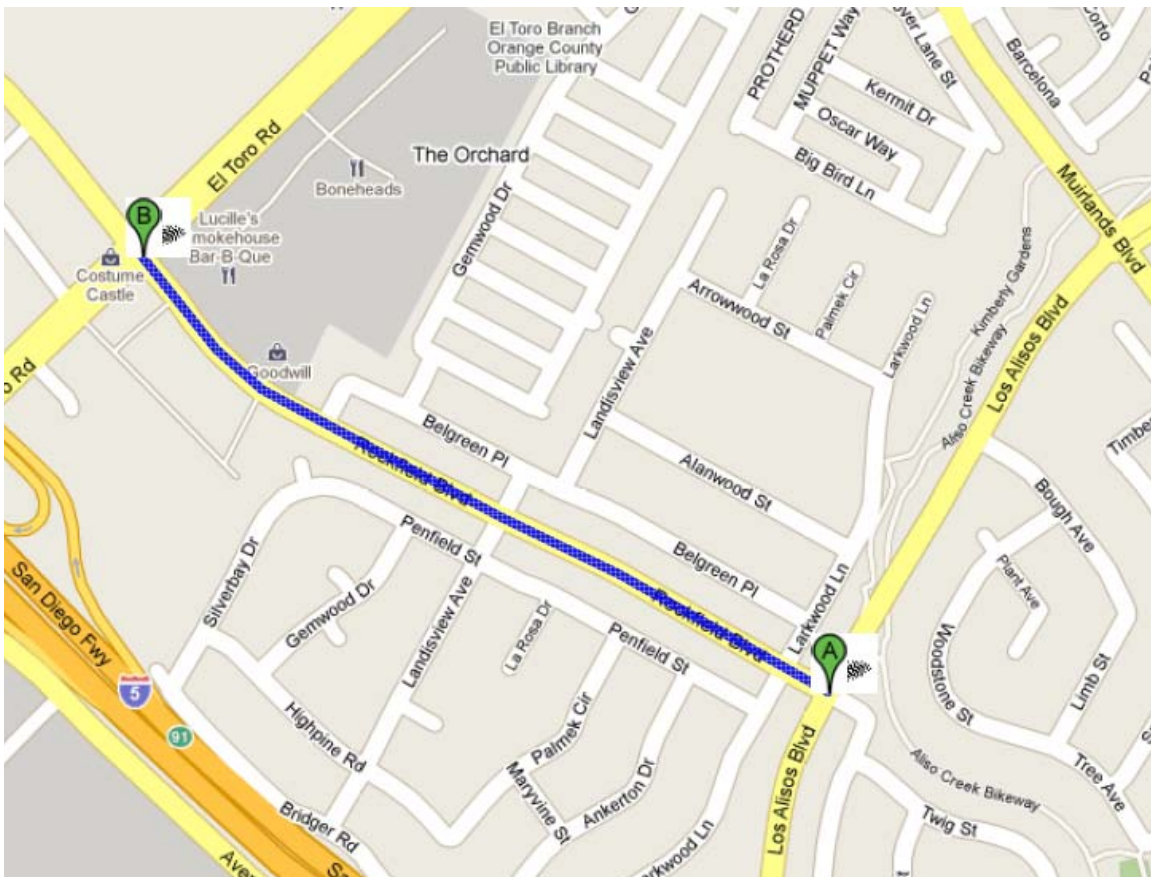 El Toro Branch
Orange County
Public Library
PROTHERO
MUPPET Way
Lane St
Corto
Barcelona
Kermit Dr
Oscar Way
Big Bird Ln
El Toro Rd
The Orchard
Boneheads
B
Lucille's
mokehouse
Bar-B-Que
Costume
Castle
Goodwill
Gemwood Dr
La Rosa Dr
Palmek Cir
Arrowwood St
Larkwood Ln
Kimberly Gardens
Muirlands Blvd
Los Alisos Blvd
Aliso Creek Bikeway
Landisview Ave
o Rd
Belgreen Pl
Alanwood St
Rockfield Blvd
Timber
Bough Ave
Plant Ave
Penfield St
Silverbay Dr
Gemwood Dr
Landisview Ave
La Rosa Dr
Belgreen Pl
Larkwood Ln
Rockfield Blvd
A
Penfield St
Woodstone St
Limb St
San Diego Fwy
5
91
Highpine Rd
Palmek Cir
Maryvine St
Ankerton Dr
Los Alisos Blvd
Aliso Creek Bikeway
Tree Ave
Twig St
Bridger Rd
arkwood Ln
Ave
Sa